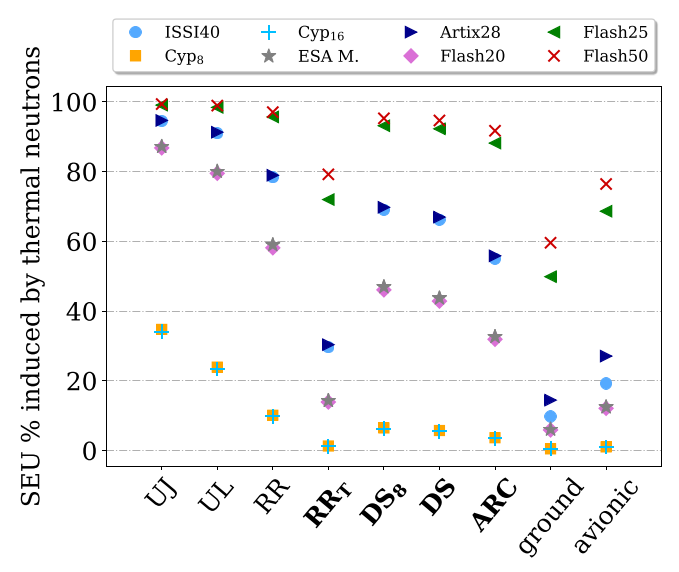 ISSI40 Cyp₁₆ Artix28 Flash25
Cyp₈ ESA M. Flash20 Flash50
SEU % induced by thermal neutrons
100
80
60
40
20
0
UJ UL RR RR_T DS₈ DS ARC ground avionic